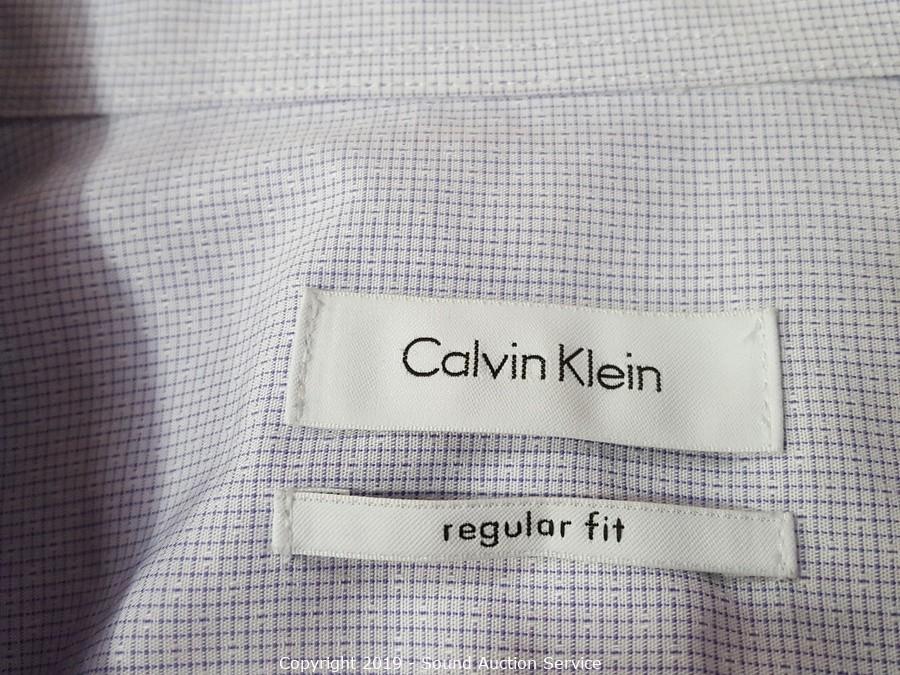 Calvin Klein
regular fit
Copyright 2019 - Sound Auction Service